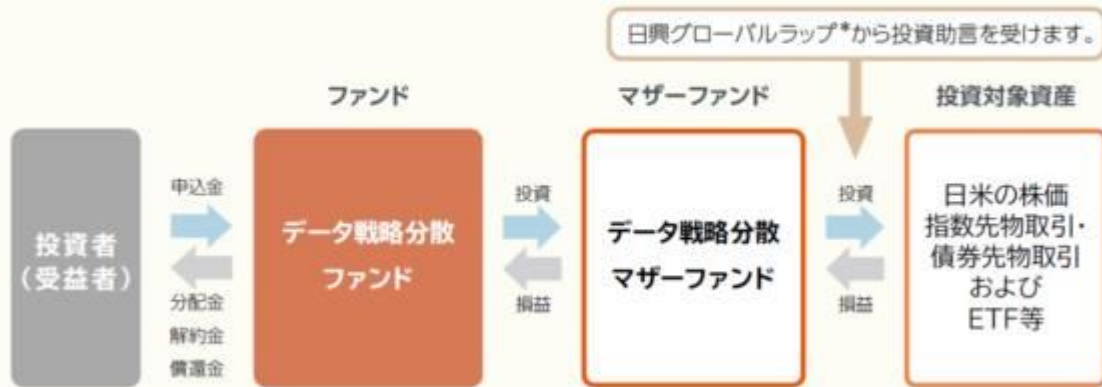 日興グローバルラップ*から投資助言を受けます。
ファンド
マザーファンド
投資対象資産
投資者
(受益者)
申込金
分配金
解約金
償還金
データ戦略分散
ファンド
投資
損益
データ戦略分散
マザーファンド
投資
損益
日米の株価
指数先物取引・
債券先物取引
および
ETF等